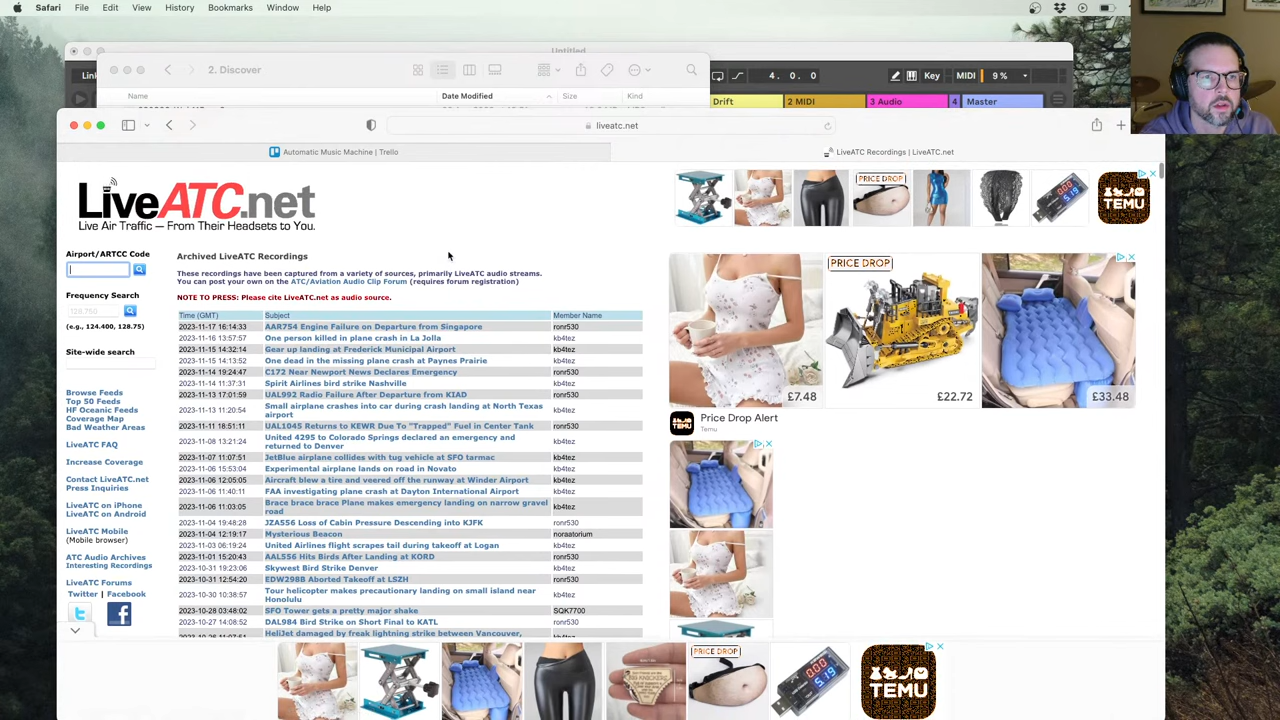 Safari File Edit View History Bookmarks Window Help
Untitled
Link
2. Discover
4. 0. 0
Key MIDI 9 %
Name Date Modified Size Kind
Drift 2 MIDI 3 Audio 4 Master
liveatc.net
Automatic Music Machine | Trello
LiveATC Recordings | LiveATC.net
LiveATC.net
Live Air Traffic — From Their Headsets to You.
PRICE DROP
TEMU
Airport/ARTCC Code
Frequency Search
128.750
(e.g., 124.400, 128.75)
Site-wide search
Browse Feeds
Top 50 Feeds
HF Oceanic Feeds
Coverage Map
Bad Weather Areas
LiveATC FAQ
Increase Coverage
Contact LiveATC.net
Press Inquiries
LiveATC on iPhone
LiveATC on Android
LiveATC Mobile
(Mobile browser)
ATC Audio Archives
Interesting Recordings
LiveATC Forums
Twitter | Facebook
Archived LiveATC Recordings
These recordings have been captured from a variety of sources, primarily LiveATC audio streams.
You can post your own on the ATC/Aviation Audio Clip Forum (requires forum registration)
NOTE TO PRESS: Please cite LiveATC.net as audio source.
Time (GMT) Subject Member Name
2023-11-17 16:14:33 AAR754 Engine Failure on Departure from Singapore ronr530
2023-11-16 13:57:57 One person killed in plane crash in La Jolla kb4tez
2023-11-15 14:32:14 Gear up landing at Frederick Municipal Airport kb4tez
2023-11-15 14:13:52 One dead in the missing plane crash at Paynes Prairie kb4tez
2023-11-14 19:24:47 C172 Near Newport News Declares Emergency ronr530
2023-11-14 11:37:31 Spirit Airlines bird strike Nashville kb4tez
2023-11-13 17:01:59 UAL992 Radio Failure After Departure from KIAD ronr530
2023-11-13 11:20:54 Small airplane crashes into car during crash landing at North Texas
airport kb4tez
2023-11-11 18:51:11 UAL1045 Returns to KEWR Due To "Trapped" Fuel in Center Tank ronr530
2023-11-08 13:21:24 United 4295 to Colorado Springs declared an emergency and
returned to Denver kb4tez
2023-11-07 11:07:51 JetBlue airplane collides with tug vehicle at SFO tarmac kb4tez
2023-11-06 15:53:04 Experimental airplane lands on road in Novato kb4tez
2023-11-06 12:05:05 Aircraft blew a tire and veered off the runway at Winder Airport kb4tez
2023-11-06 11:40:11 FAA investigating plane crash at Dayton International Airport kb4tez
2023-11-06 11:03:05 Brace brace brace Plane makes emergency landing on narrow gravel
road kb4tez
2023-11-04 19:48:28 JZA556 Loss of Cabin Pressure Descending into KJFK ronr530
2023-11-04 12:19:17 Mysterious Beacon noraatorium
2023-11-03 06:19:24 United Airlines flight scrapes tail during takeoff at Logan kb4tez
2023-11-01 15:20:43 AAL556 Hits Birds After Landing at KORD ronr530
2023-10-31 19:23:06 Skywest Bird Strike Denver kb4tez
2023-10-31 12:54:20 EDW298B Aborted Takeoff at LSZH ronr530
2023-10-30 10:38:57 Tour helicopter makes precautionary landing on small island near
Honolulu kb4tez
2023-10-28 03:48:02 SFO Tower gets a pretty major shake SQK7700
2023-10-27 14:08:52 DAL984 Bird Strike on Short Final to KATL ronr530
HeliJet damaged by freak lightning strike between Vancouver,
PRICE DROP
£7.48
£22.72
£33.48
Price Drop Alert
Temu
PRICE DROP
TEMU